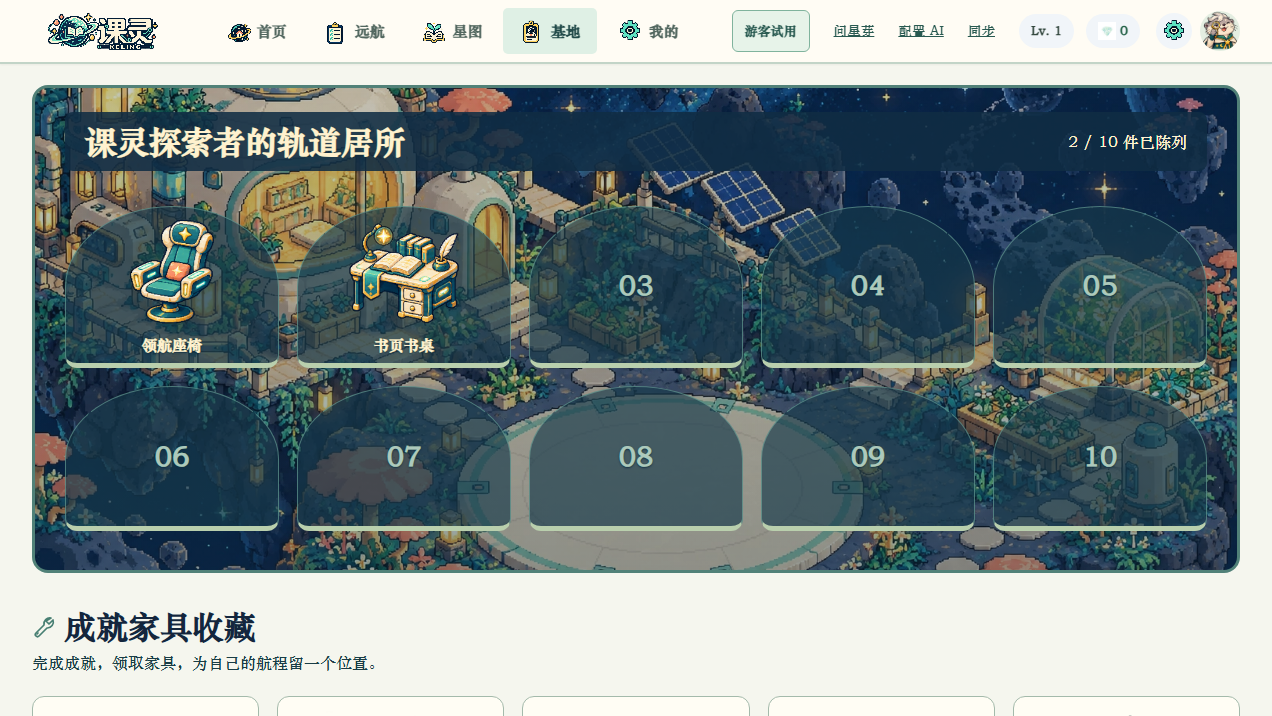 课灵
KELING
首页
远航
星图
基地
我的
游客试用
问星芽
配置 AI
同步
Lv. 1
0
课灵探索者的轨道居所
2 / 10 件已陈列
领航座椅
书页书桌
03
04
05
06
07
08
09
10
成就家具收藏
完成成就，领取家具，为自己的航程留一个位置。